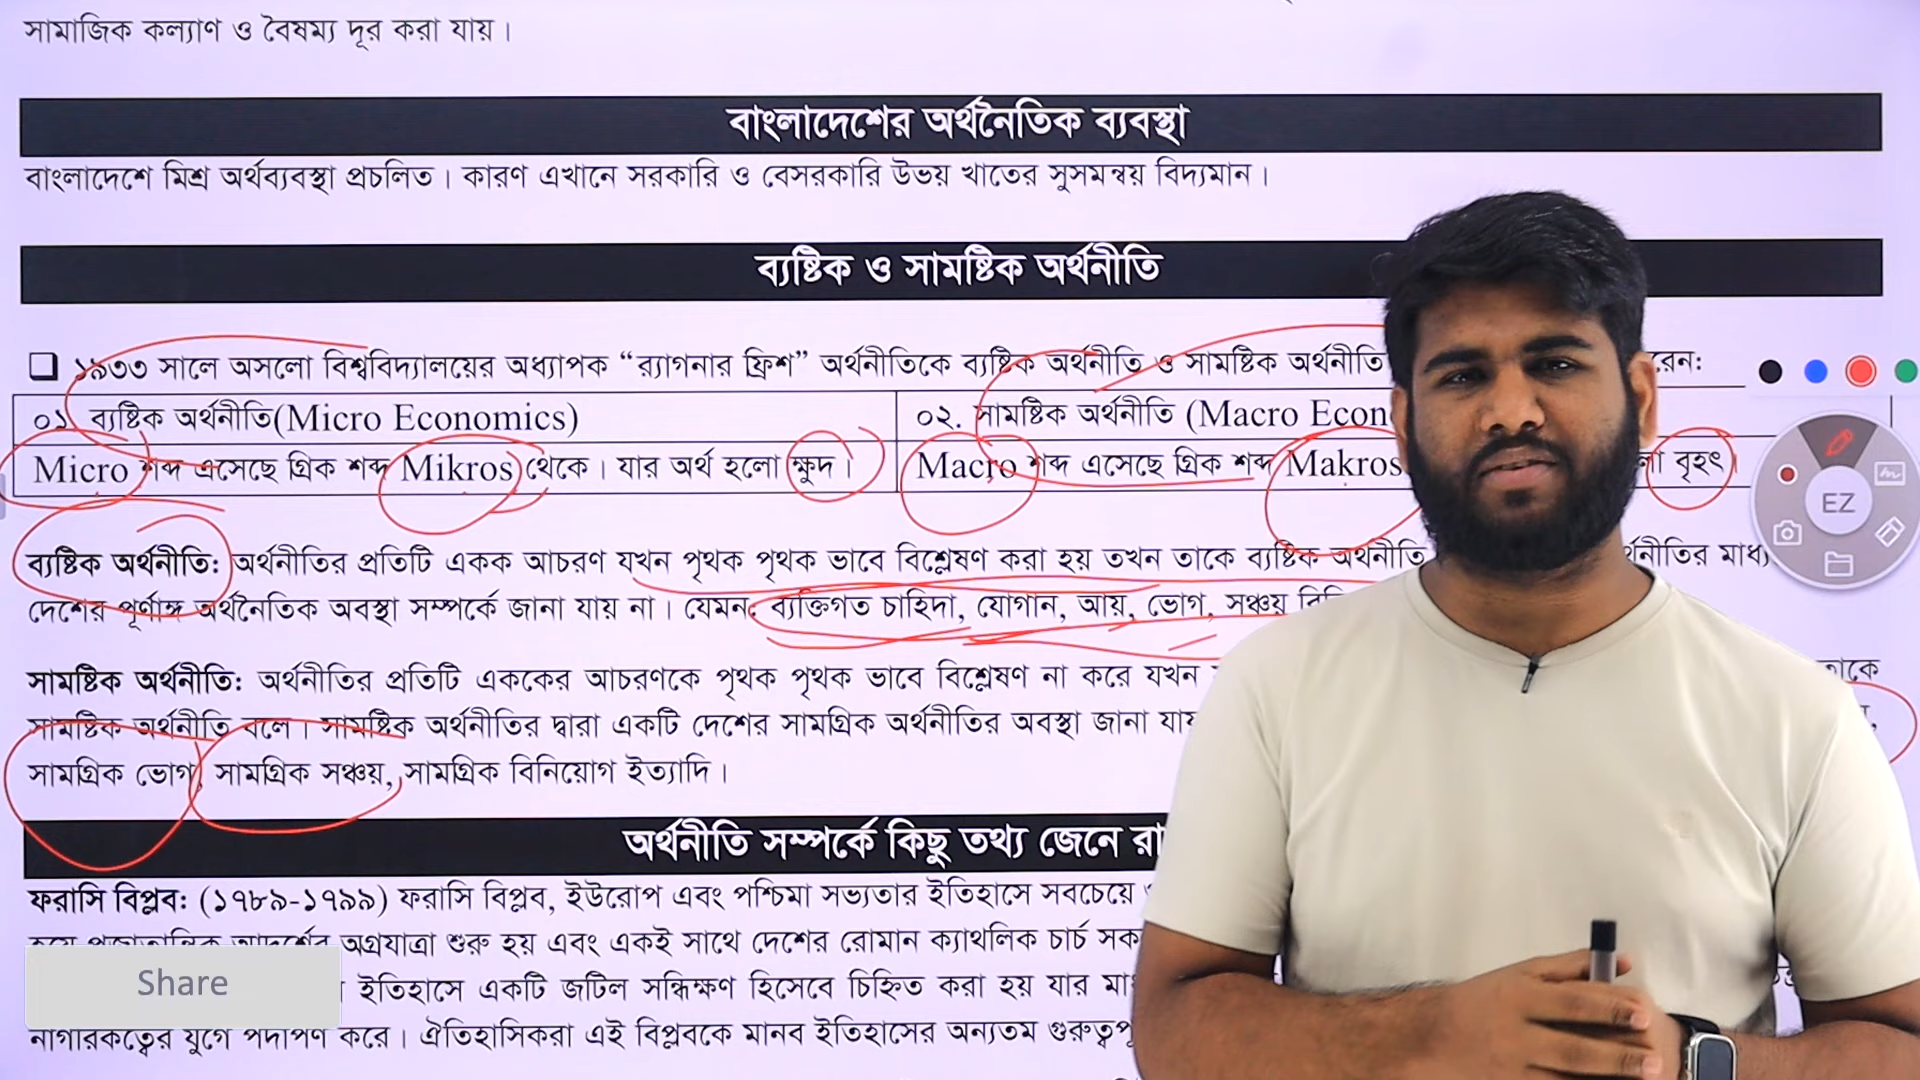 সামাজিক কল্যাণ ও বৈষম্য দূর করা যায়।
বাংলাদেশের অর্থনৈতিক ব্যবস্থা
বাংলাদেশে মিশ্র অর্থব্যবস্থা প্রচলিত। কারণ এখানে সরকারি ও বেসরকারি উভয় খাতের সুসমন্বয় বিদ্যমান।
ব্যষ্টিক ও সামষ্টিক অর্থনীতি
১৯৩৩ সালে অসলো বিশ্ববিদ্যালয়ের অধ্যাপক “র‍্যাগনার ফ্রিশ” অর্থনীতিকে ব্যষ্টিক অর্থনীতি ও সামষ্টিক অর্থনীতি রেন:
০১. ব্যষ্টিক অর্থনীতি(Micro Economics) ০২. সামষ্টিক অর্থনীতি (Macro Econ
Micro শব্দ এসেছে গ্রিক শব্দ Mikros থেকে। যার অর্থ হলো ক্ষুদ্র। Macro শব্দ এসেছে গ্রিক শব্দ Makros লো বৃহৎ।
EZ
ব্যষ্টিক অর্থনীতি: অর্থনীতির প্রতিটি একক আচরণ যখন পৃথক পৃথক ভাবে বিশ্লেষণ করা হয় তখন তাকে ব্যষ্টিক অর্থনীতি র্থনীতির মাধ্য
দেশের পূর্ণাঙ্গ অর্থনৈতিক অবস্থা সম্পর্কে জানা যায় না। যেমন: ব্যক্তিগত চাহিদা, যোগান, আয়, ভোগ, সঞ্চয়
সামষ্টিক অর্থনীতি: অর্থনীতির প্রতিটি এককের আচরণকে পৃথক পৃথক ভাবে বিশ্লেষণ না করে যখন তাকে
সামষ্টিক অর্থনীতি বলে। সামষ্টিক অর্থনীতির দ্বারা একটি দেশের সামগ্রিক অর্থনীতির অবস্থা জানা যায়
সামগ্রিক ভোগ, সামগ্রিক সঞ্চয়, সামগ্রিক বিনিয়োগ ইত্যাদি।
অর্থনীতি সম্পর্কে কিছু তথ্য জেনে রা
ফরাসি বিপ্লব: (১৭৮৯-১৭৯৯) ফরাসি বিপ্লব, ইউরোপ এবং পশ্চিমা সভ্যতার ইতিহাসে সবচেয়ে
অগ্রযাত্রা শুরু হয় এবং একই সাথে দেশের রোমান ক্যাথলিক চার্চ সক
Share
ইতিহাসে একটি জটিল সন্ধিক্ষণ হিসেবে চিহ্নিত করা হয় যার মা
নাগরিকত্বের যুগে পদার্পণ করে। ঐতিহাসিকরা এই বিপ্লবকে মানব ইতিহাসের অন্যতম গুরুত্বপূ